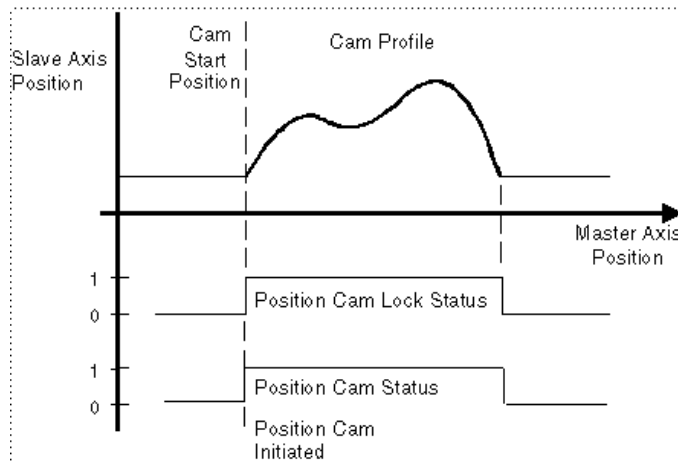 Cam
Start
Position
Cam Profile
Slave Axis
Position
Master Axis
Position
1
0
Position Cam Lock Status
1
0
Position Cam Status
Position Cam
Initiated